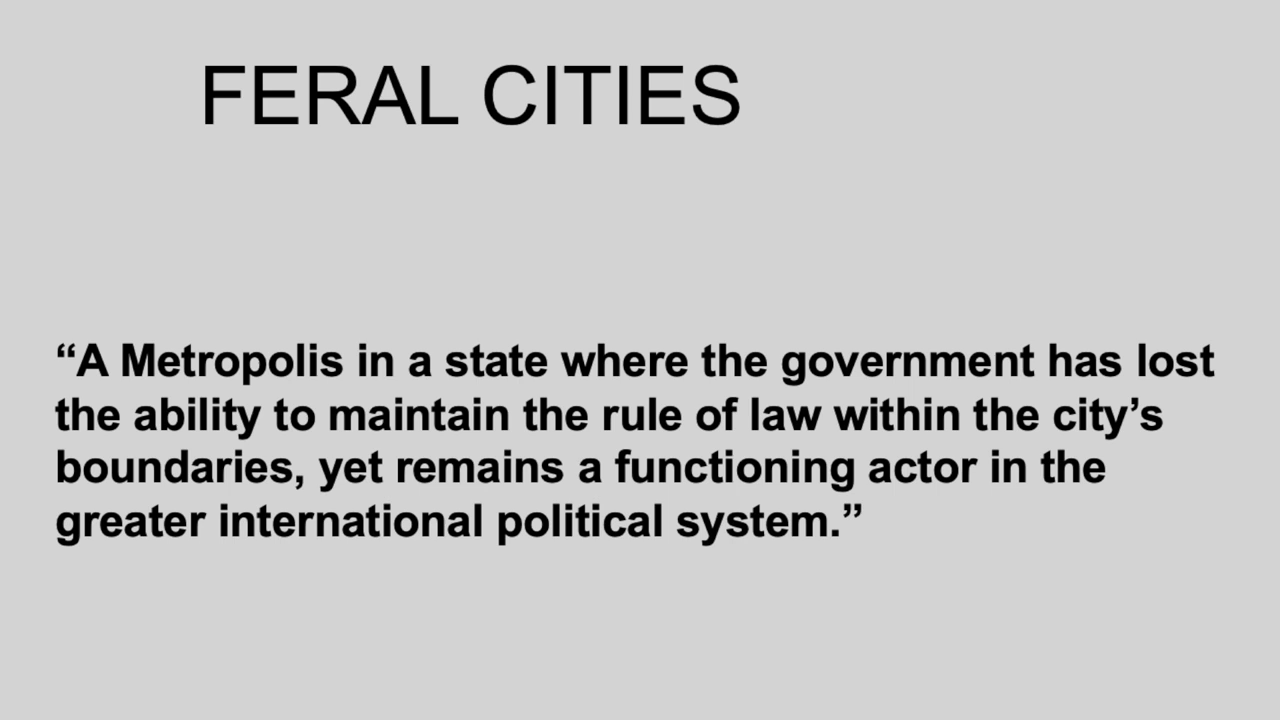 FERAL CITIES
“A Metropolis in a state where the government has lost
the ability to maintain the rule of law within the city’s
boundaries, yet remains a functioning actor in the
greater international political system.”